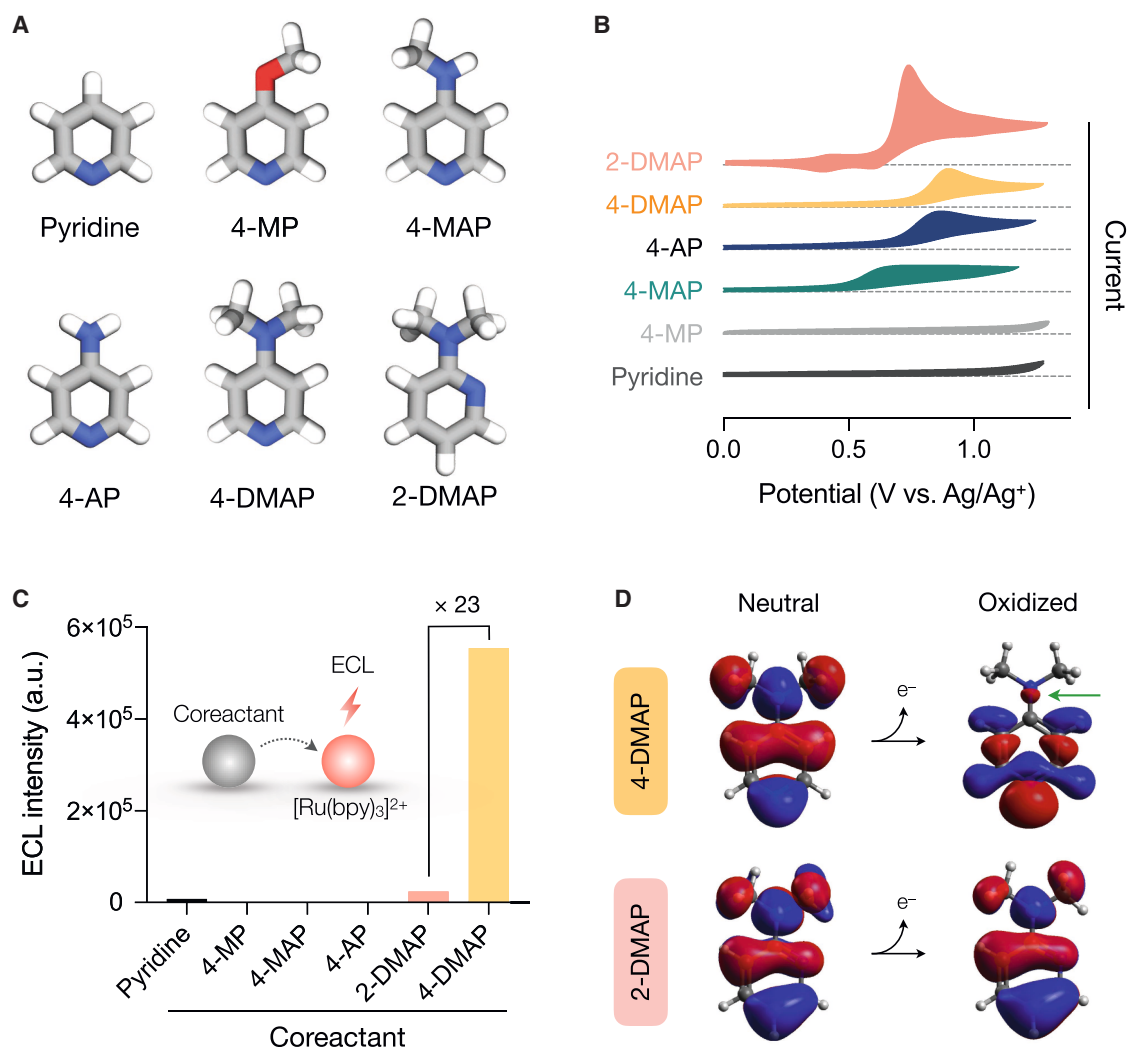 A
Pyridine
4-MP
4-MAP
4-AP
4-DMAP
2-DMAP
B
2-DMAP
4-DMAP
4-AP
4-MAP
4-MP
Pyridine
Current
0.0
0.5
1.0
Potential (V vs. Ag/Ag⁺)
C
ECL intensity (a.u.)
6×10⁵
4×10⁵
2×10⁵
0
× 23
ECL
Coreactant
[Ru(bpy)₃]²⁺
Pyridine
4-MP
4-MAP
4-AP
2-DMAP
4-DMAP
Coreactant
D
Neutral
Oxidized
4-DMAP
e⁻
2-DMAP
e⁻